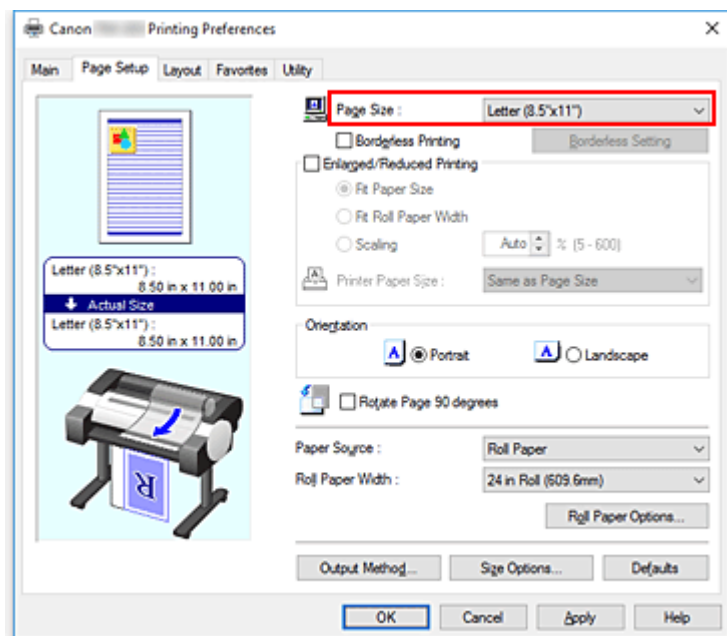 Canon Printing Preferences
Main Page Setup Layout Favorites Utility
Page Size : Letter (8.5"x11")
Borderless Printing Borderless Setting
Enlarged/Reduced Printing
Fit Paper Size
Fit Roll Paper Width
Scaling Auto % (5 - 600)
Printer Paper Size : Same as Page Size
Letter (8.5"x11") :
8.50 in x 11.00 in
Actual Size
Letter (8.5"x11") :
8.50 in x 11.00 in
Orientation
A Portrait A Landscape
Rotate Page 90 degrees
R
Paper Source : Roll Paper
Roll Paper Width : 24 in Roll (609.6mm)
Roll Paper Options...
Output Method... Size Options... Defaults
OK Cancel Apply Help